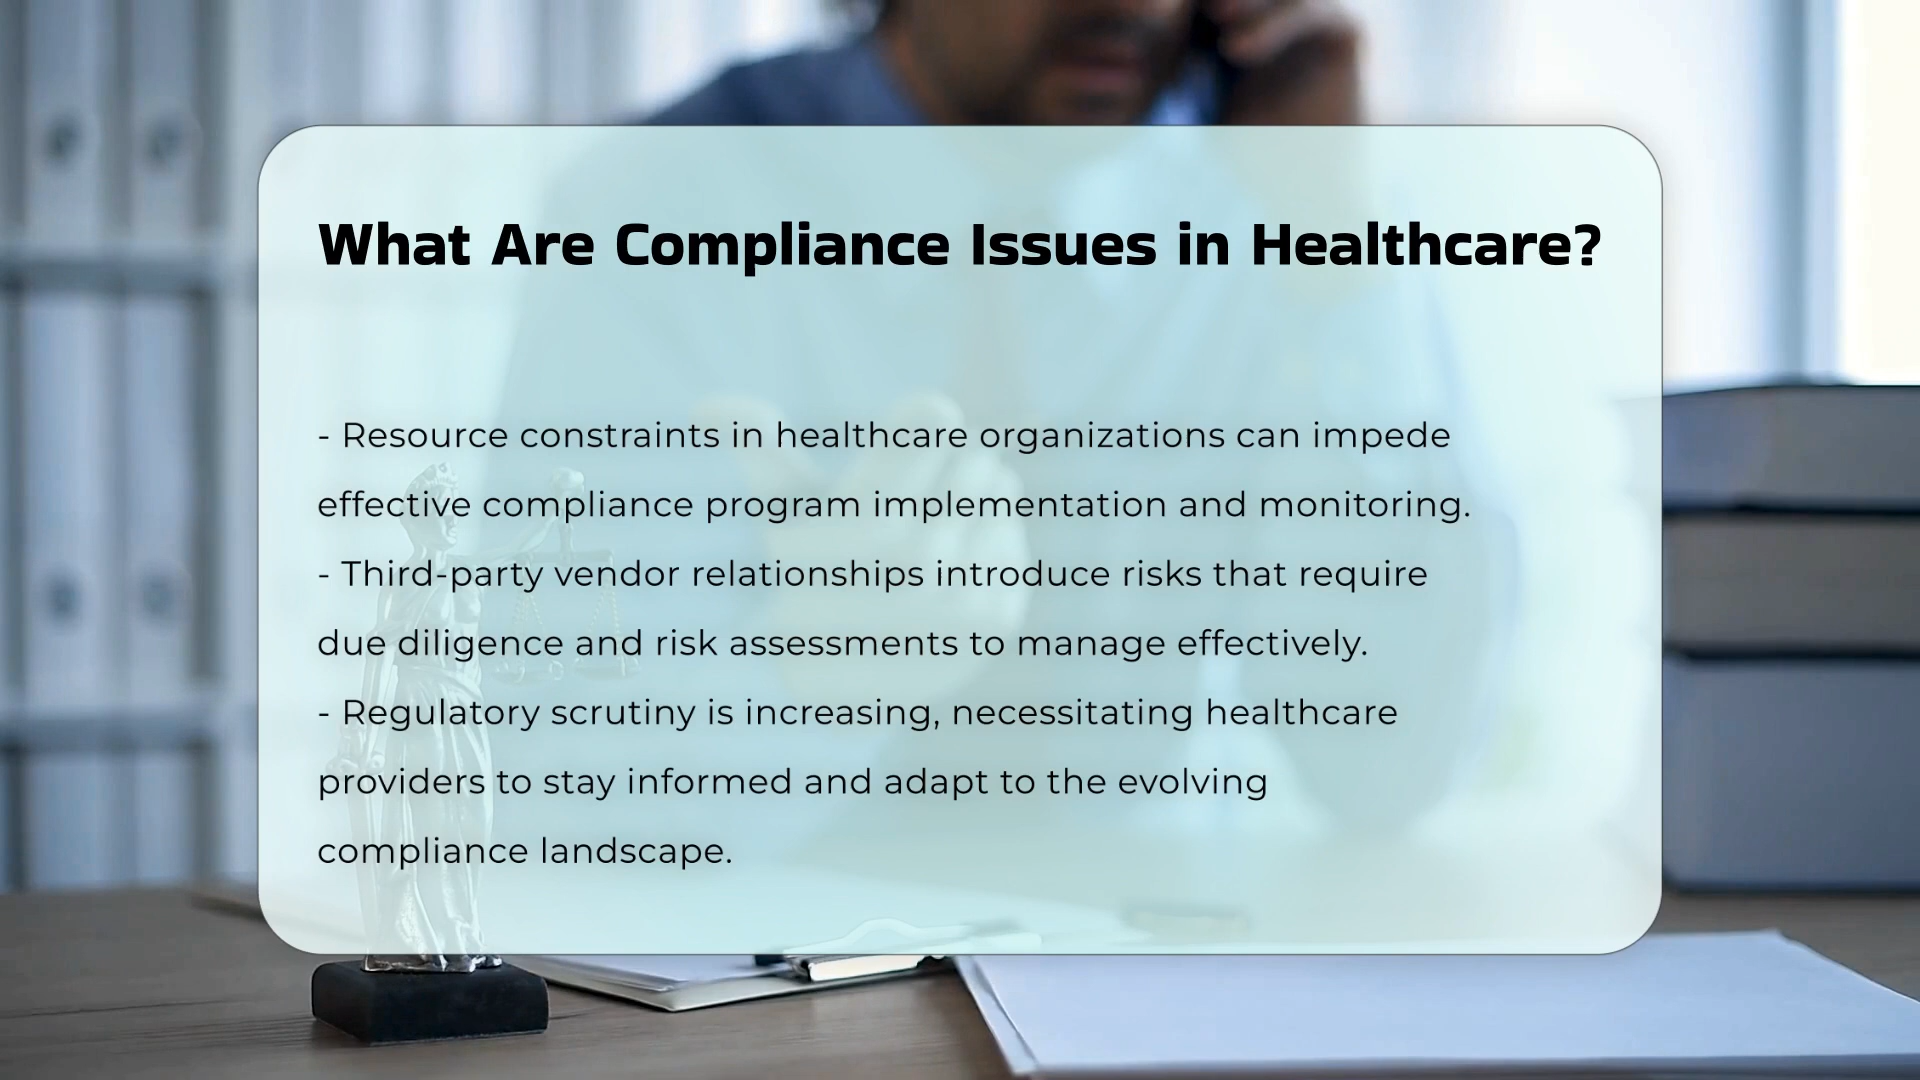 What Are Compliance Issues in Healthcare?
- Resource constraints in healthcare organizations can impede
effective compliance program implementation and monitoring.
- Third-party vendor relationships introduce risks that require
due diligence and risk assessments to manage effectively.
- Regulatory scrutiny is increasing, necessitating healthcare
providers to stay informed and adapt to the evolving
compliance landscape.